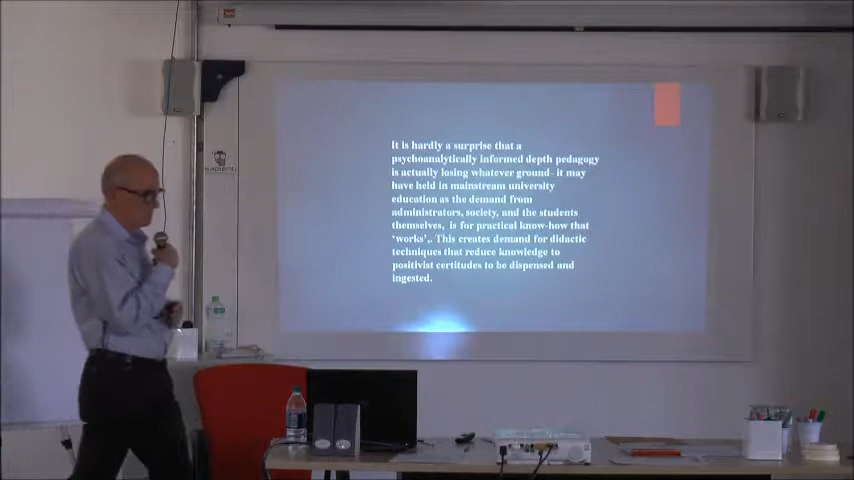 It is hardly a surprise that a
psychoanalytically informed depth pedagogy
is actually losing whatever ground- it may
have held in mainstream university
education as the demand from
administrators, society, and the students
themselves, is for practical know-how that
‘works’,. This creates demand for didactic
techniques that reduce knowledge to
positivist certitudes to be dispensed and
ingested.
sapienti